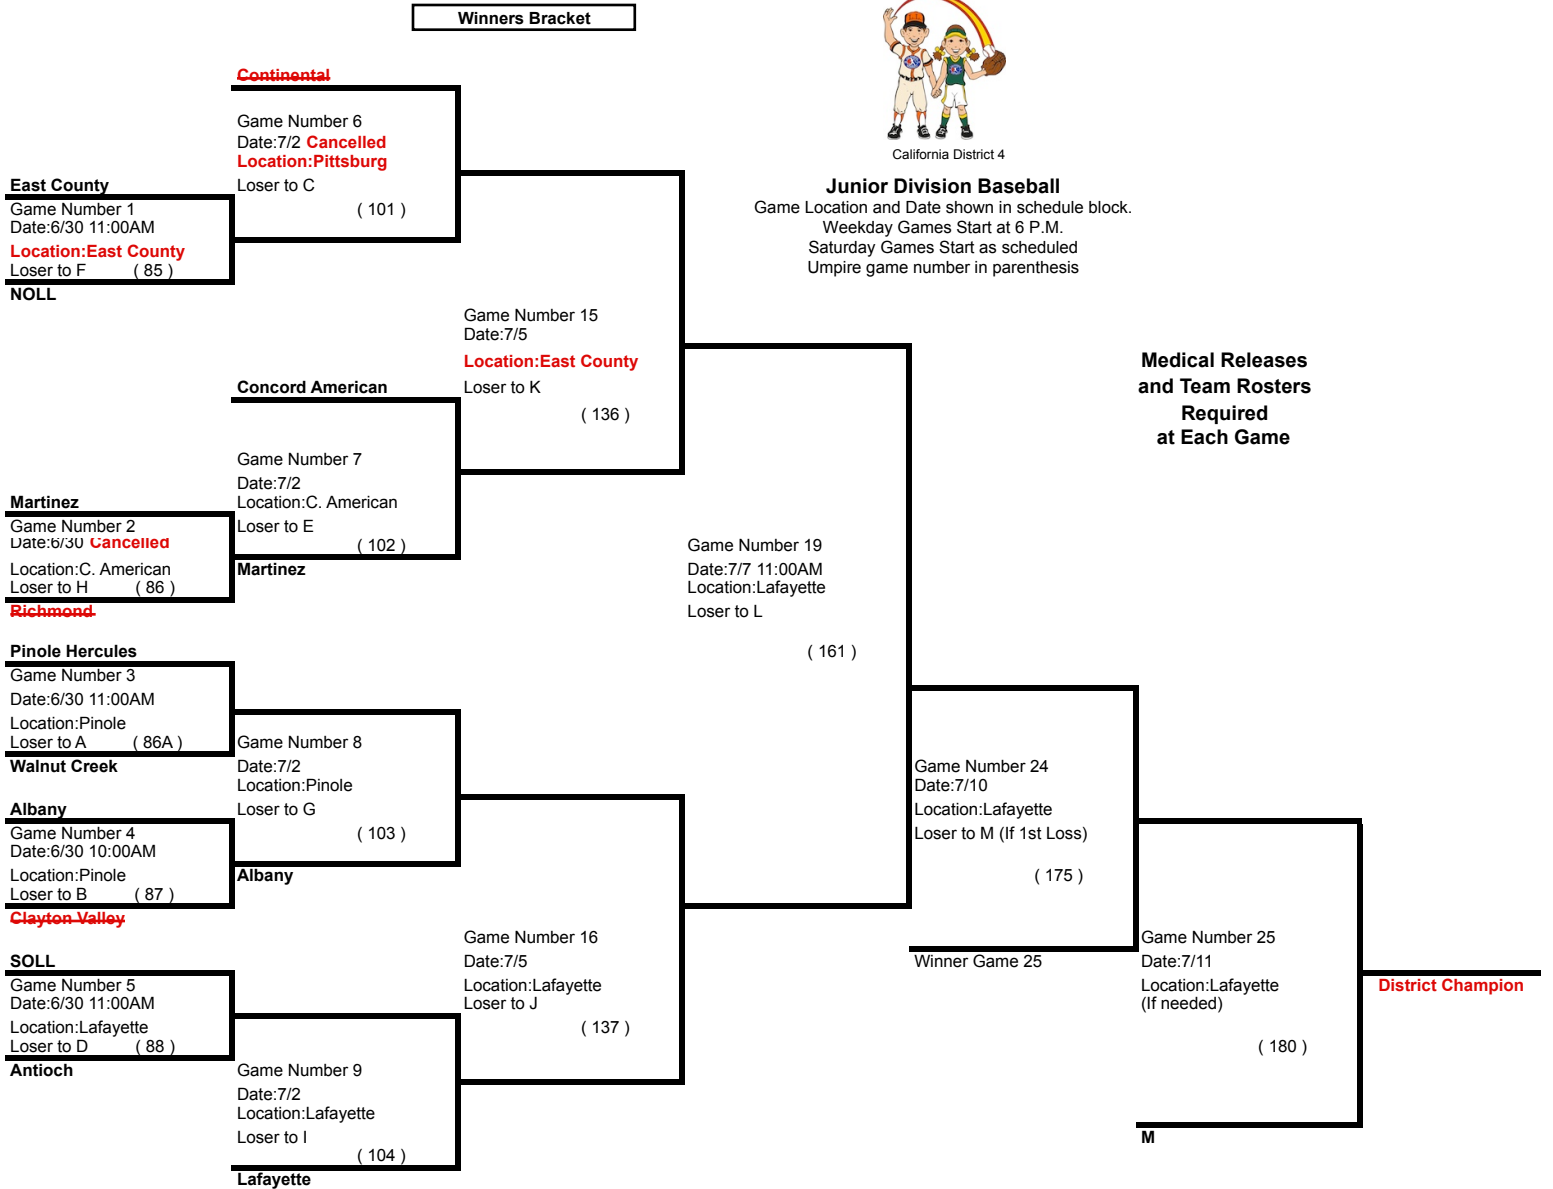 Winners Bracket
California District 4
Junior Division Baseball
Game Location and Date shown in schedule block.
Weekday Games Start at 6 P.M.
Saturday Games Start as scheduled
Umpire game number in parenthesis
Medical Releases
and Team Rosters
Required
at Each Game
East County
Game Number 1
Date:6/30 11:00AM
Location:East County
Loser to F ( 85 )
NOLL
Martinez
Game Number 2
Date:6/30 Cancelled
Location:C. American
Loser to H ( 86 )
Richmond
Pinole Hercules
Game Number 3
Date:6/30 11:00AM
Location:Pinole
Loser to A ( 86A )
Walnut Creek
Albany
Game Number 4
Date:6/30 10:00AM
Location:Pinole
Loser to B ( 87 )
Clayton Valley
SOLL
Game Number 5
Date:6/30 11:00AM
Location:Lafayette
Loser to D ( 88 )
Antioch
Continental
Game Number 6
Date:7/2 Cancelled
Location:Pittsburg
Loser to C
( 101 )
Concord American
Game Number 7
Date:7/2
Location:C. American
Loser to E
( 102 )
Martinez
Game Number 8
Date:7/2
Location:Pinole
Loser to G
( 103 )
Albany
Game Number 9
Date:7/2
Location:Lafayette
Loser to I
( 104 )
Lafayette
Game Number 15
Date:7/5
Location:East County
Loser to K
( 136 )
Game Number 16
Date:7/5
Location:Lafayette
Loser to J
( 137 )
Game Number 19
Date:7/7 11:00AM
Location:Lafayette
Loser to L
( 161 )
Game Number 24
Date:7/10
Location:Lafayette
Loser to M (If 1st Loss)
( 175 )
Winner Game 25
Game Number 25
Date:7/11
Location:Lafayette
(If needed)
( 180 )
M
District Champion